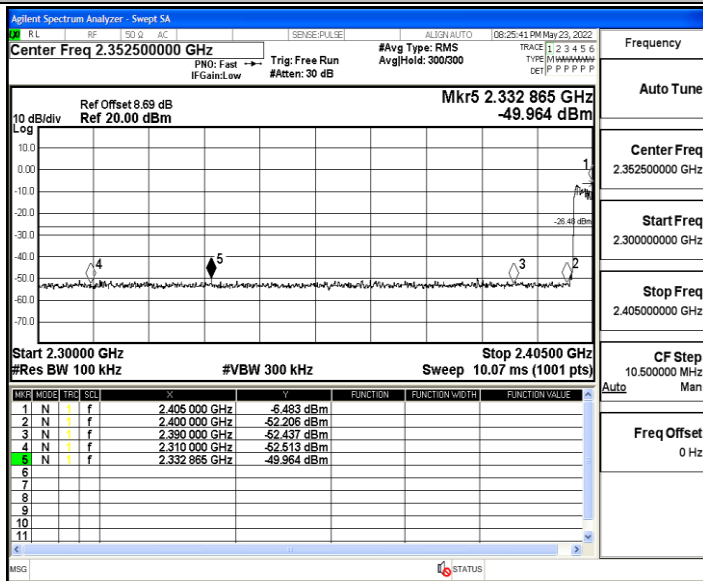 Agilent Spectrum Analyzer - Swept SA
LXI RL RF 50 Ω AC SENSE:PULSE ALIGN AUTO 08:25:41 PM May 23, 2022
Center Freq 2.352500000 GHz
PNO: Fast
IFGain:Low
Trig: Free Run
#Atten: 30 dB
#Avg Type: RMS
Avg|Hold: 300/300
TRACE 1 2 3 4 5 6
TYPE M WWWWW
DET P P P P P P
Ref Offset 8.69 dB
10 dB/div Ref 20.00 dBm
Log
Mkr5 2.332 865 GHz
-49.964 dBm
10.0
0.00
-10.0
-20.0
-30.0
-40.0
-50.0
-60.0
-70.0
1
-26.48 dBm
4
5
3
2
Start 2.30000 GHz Stop 2.40500 GHz
#Res BW 100 kHz #VBW 300 kHz Sweep 10.07 ms (1001 pts)
MKR MODE TRC SCL X Y FUNCTION FUNCTION WIDTH FUNCTION VALUE
1 N 1 f 2.405 000 GHz -6.483 dBm
2 N 1 f 2.400 000 GHz -52.206 dBm
3 N 1 f 2.390 000 GHz -52.437 dBm
4 N 1 f 2.310 000 GHz -52.513 dBm
5 N 1 f 2.332 865 GHz -49.964 dBm
6
7
8
9
10
11
MSG STATUS
Frequency
Auto Tune
Center Freq
2.352500000 GHz
Start Freq
2.300000000 GHz
Stop Freq
2.405000000 GHz
CF Step
10.500000 MHz
Auto Man
Freq Offset
0 Hz